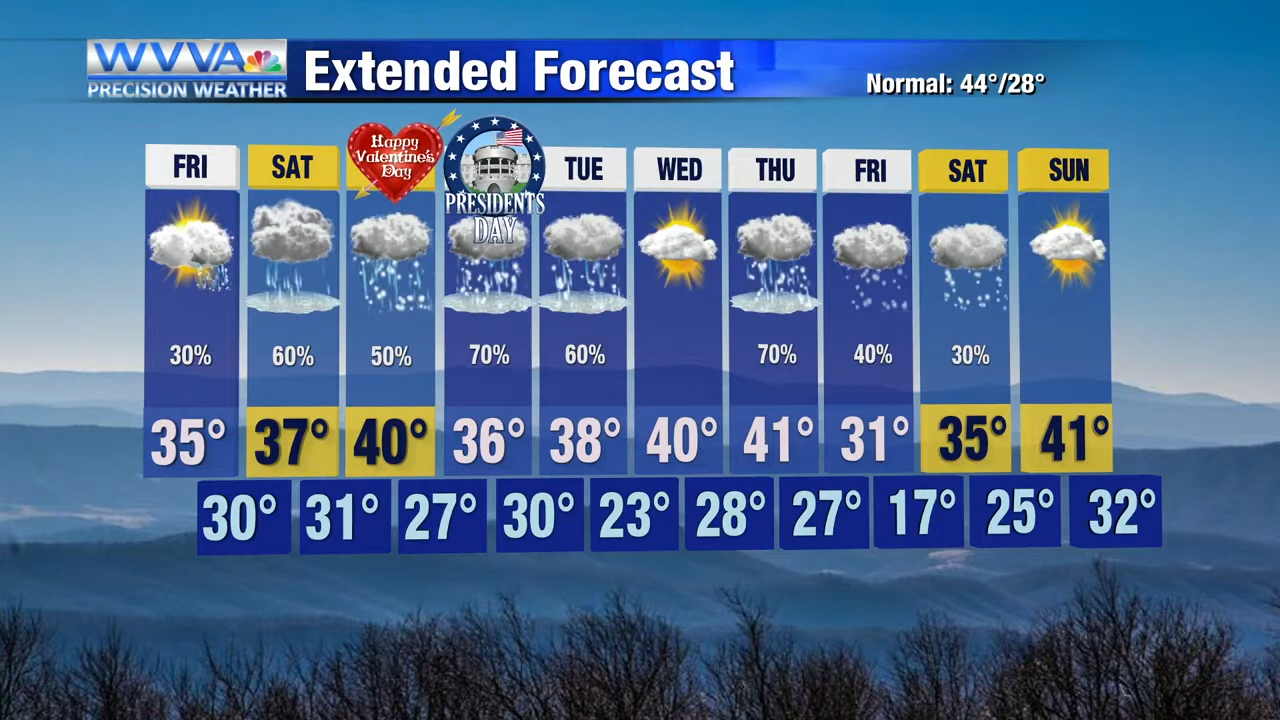 WVVA
PRECISION WEATHER
Extended Forecast
Normal: 44°/28°
Happy
Valentine's
Day
PRESIDENTS
DAY
FRI SAT TUE WED THU FRI SAT SUN
30% 60% 50% 70% 60% 70% 40% 30%
35° 37° 40° 36° 38° 40° 41° 31° 35° 41°
30° 31° 27° 30° 23° 28° 27° 17° 25° 32°